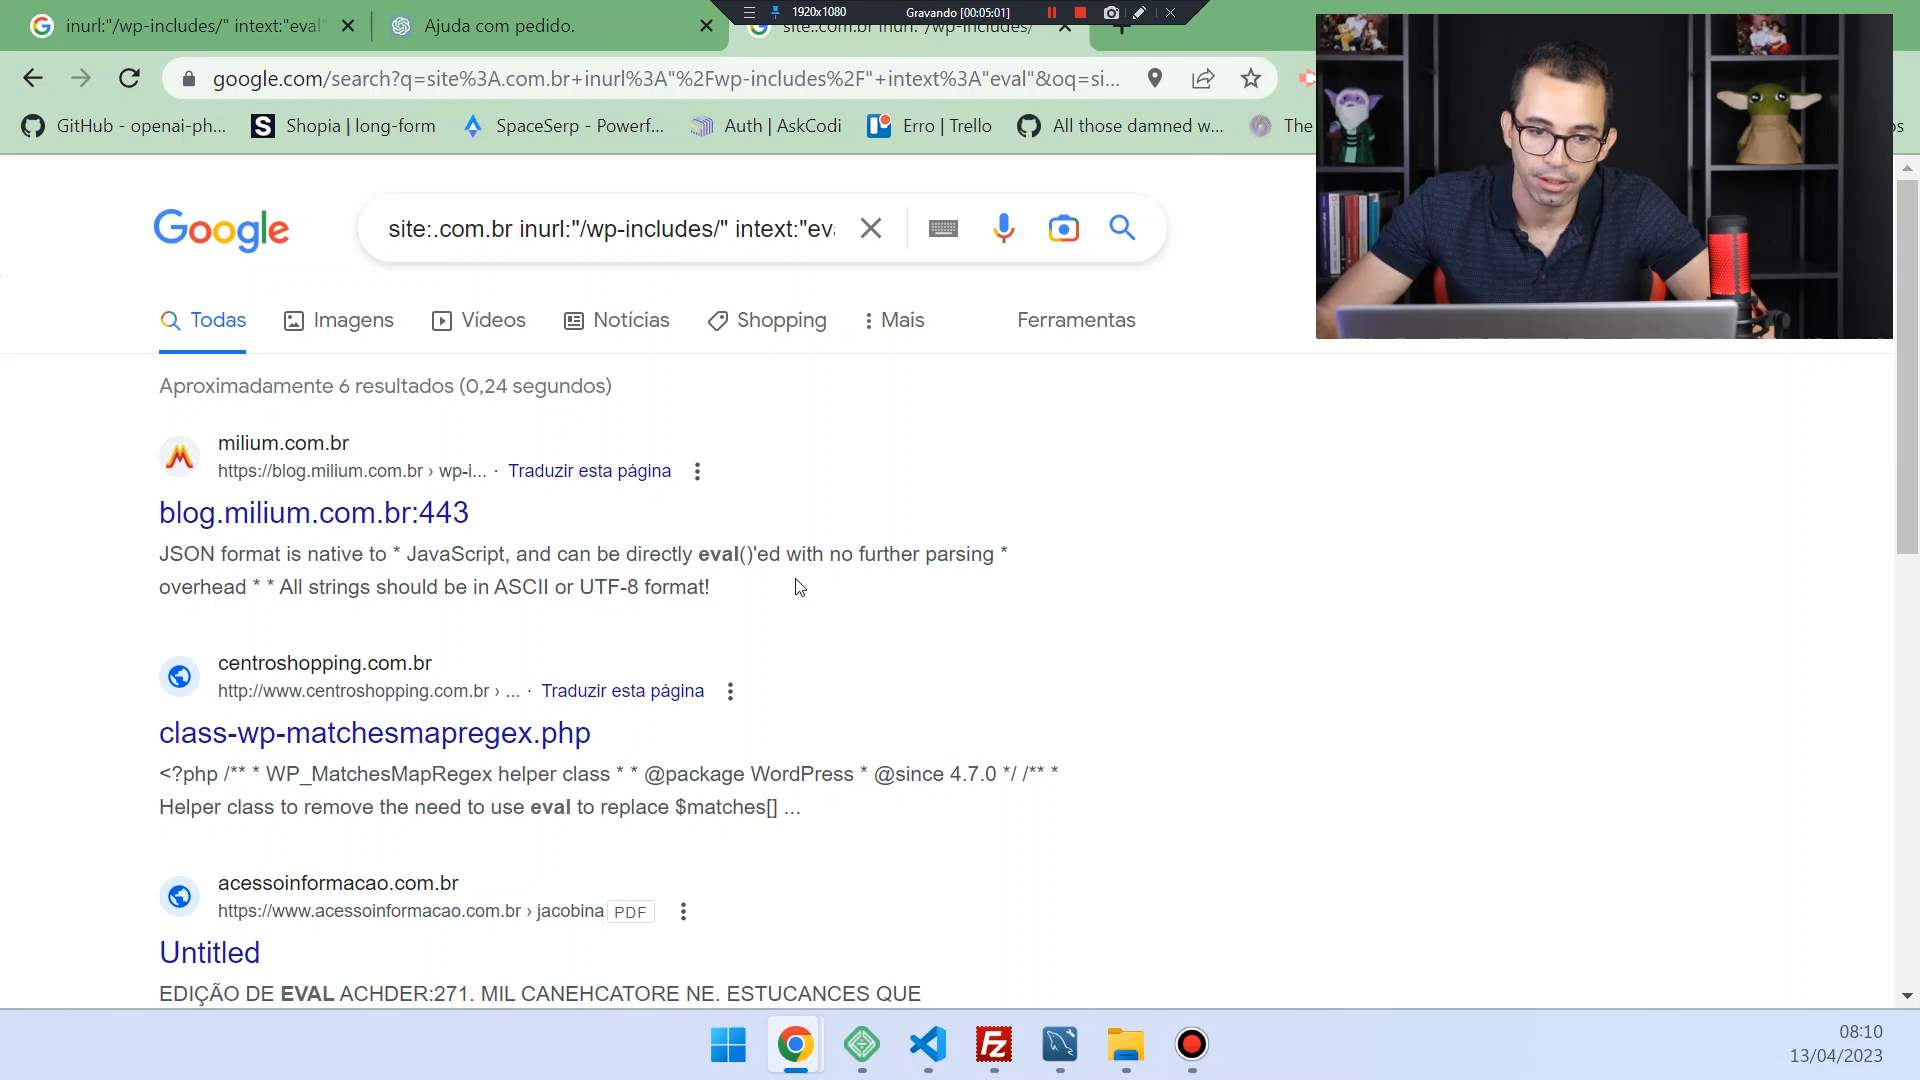 inurl:"/wp-includes/" intext:"eval"
Ajuda com pedido.
site:.com.br inurl:"/wp-includes/"
1920x1080
Gravando [00:05:01]
google.com/search?q=site%3A.com.br+inurl%3A"%2Fwp-includes%2F"+intext%3A"eval"&oq=si...
GitHub - openai-ph...
S Shopia | long-form
SpaceSerp - Powerf...
Auth | AskCodi
Erro | Trello
All those damned w...
The
os
Google
site:.com.br inurl:"/wp-includes/" intext:"eva
Todas
Imagens
Vídeos
Notícias
Shopping
Mais
Ferramentas
Aproximadamente 6 resultados (0,24 segundos)
milium.com.br
https://blog.milium.com.br › wp-i... · Traduzir esta página
blog.milium.com.br:443
JSON format is native to * JavaScript, and can be directly eval()'ed with no further parsing *
overhead * * All strings should be in ASCII or UTF-8 format!
centroshopping.com.br
http://www.centroshopping.com.br › ... · Traduzir esta página
class-wp-matchesmapregex.php
<?php /** * WP_MatchesMapRegex helper class * * @package WordPress * @since 4.7.0 */ /** *
Helper class to remove the need to use eval to replace $matches[] ...
acessoinformacao.com.br
https://www.acessoinformacao.com.br › jacobina PDF
Untitled
EDIÇÃO DE EVAL ACHDER:271. MIL CANEHCATORE NE. ESTUCANCES QUE
Fz
08:10
13/04/2023